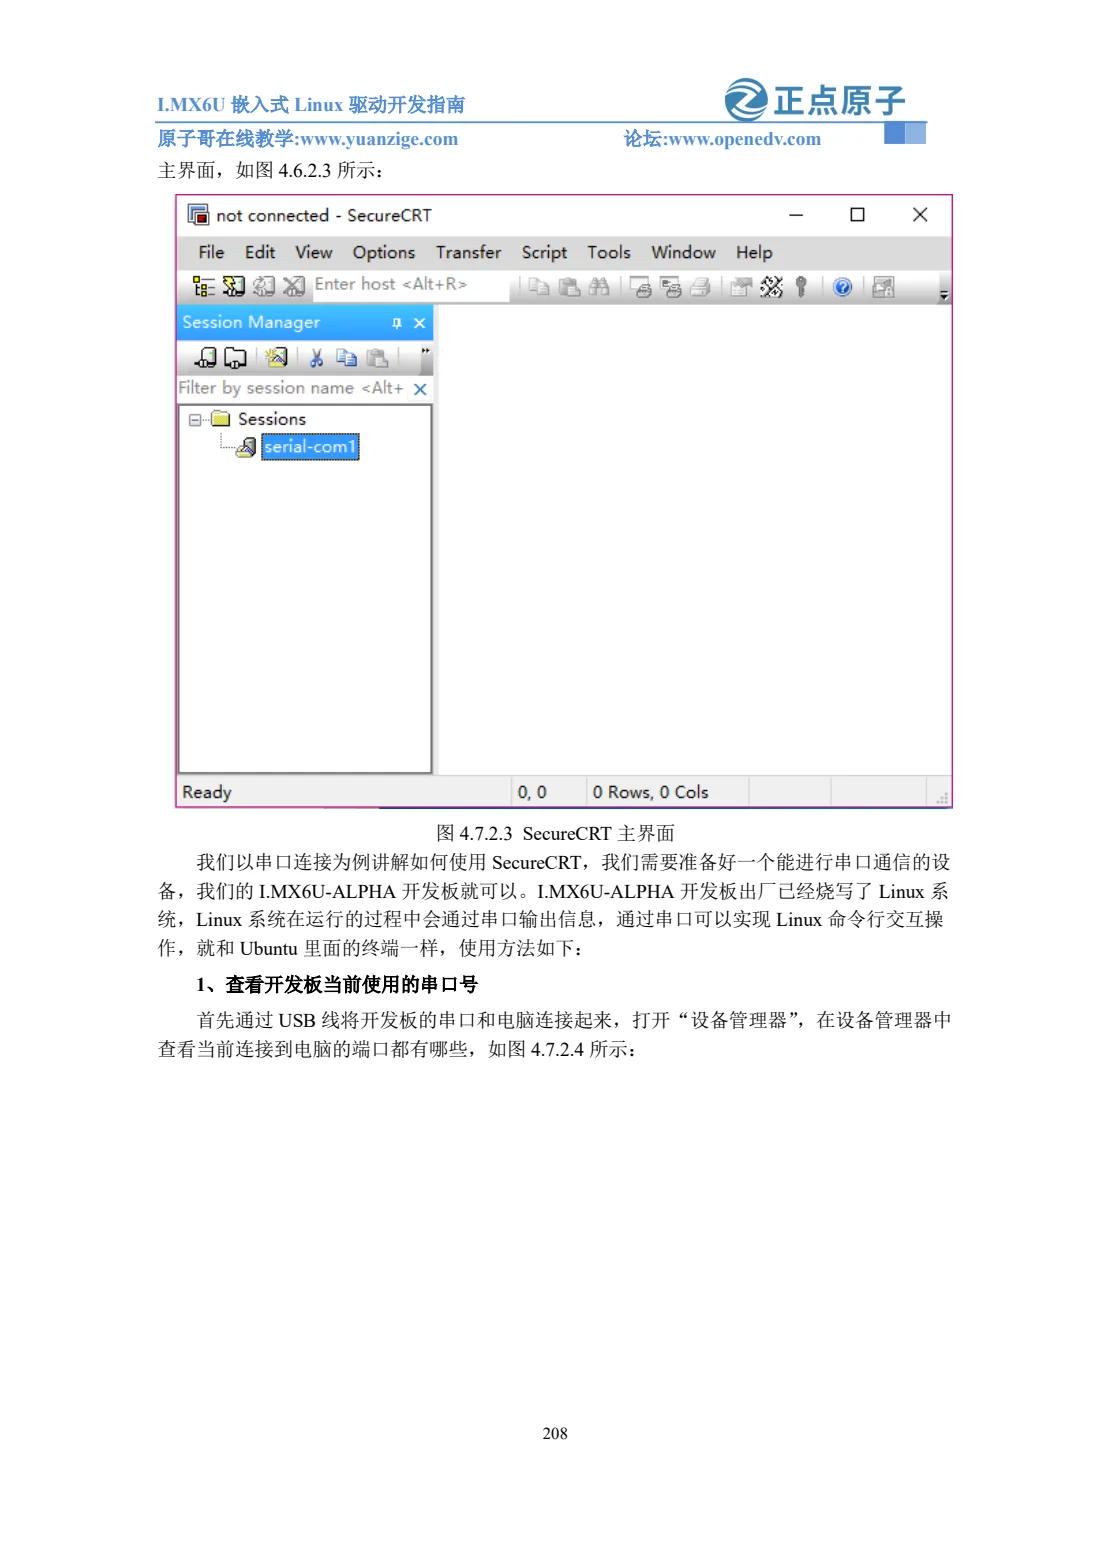 I.MX6U 嵌入式 Linux 驱动开发指南
正点原子
原子哥在线教学:www.yuanzige.com 论坛:www.openedv.com
主界面，如图 4.6.2.3 所示：
not connected - SecureCRT
File Edit View Options Transfer Script Tools Window Help
Enter host <Alt+R>
Session Manager
Filter by session name <Alt+
Sessions
serial-com1
Ready 0, 0 0 Rows, 0 Cols
图 4.7.2.3 SecureCRT 主界面
我们以串口连接为例讲解如何使用 SecureCRT，我们需要准备好一个能进行串口通信的设
备，我们的 I.MX6U-ALPHA 开发板就可以。I.MX6U-ALPHA 开发板出厂已经烧写了 Linux 系
统，Linux 系统在运行的过程中会通过串口输出信息，通过串口可以实现 Linux 命令行交互操
作，就和 Ubuntu 里面的终端一样，使用方法如下：
1、查看开发板当前使用的串口号
首先通过 USB 线将开发板的串口和电脑连接起来，打开“设备管理器”，在设备管理器中
查看当前连接到电脑的端口都有哪些，如图 4.7.2.4 所示：
208